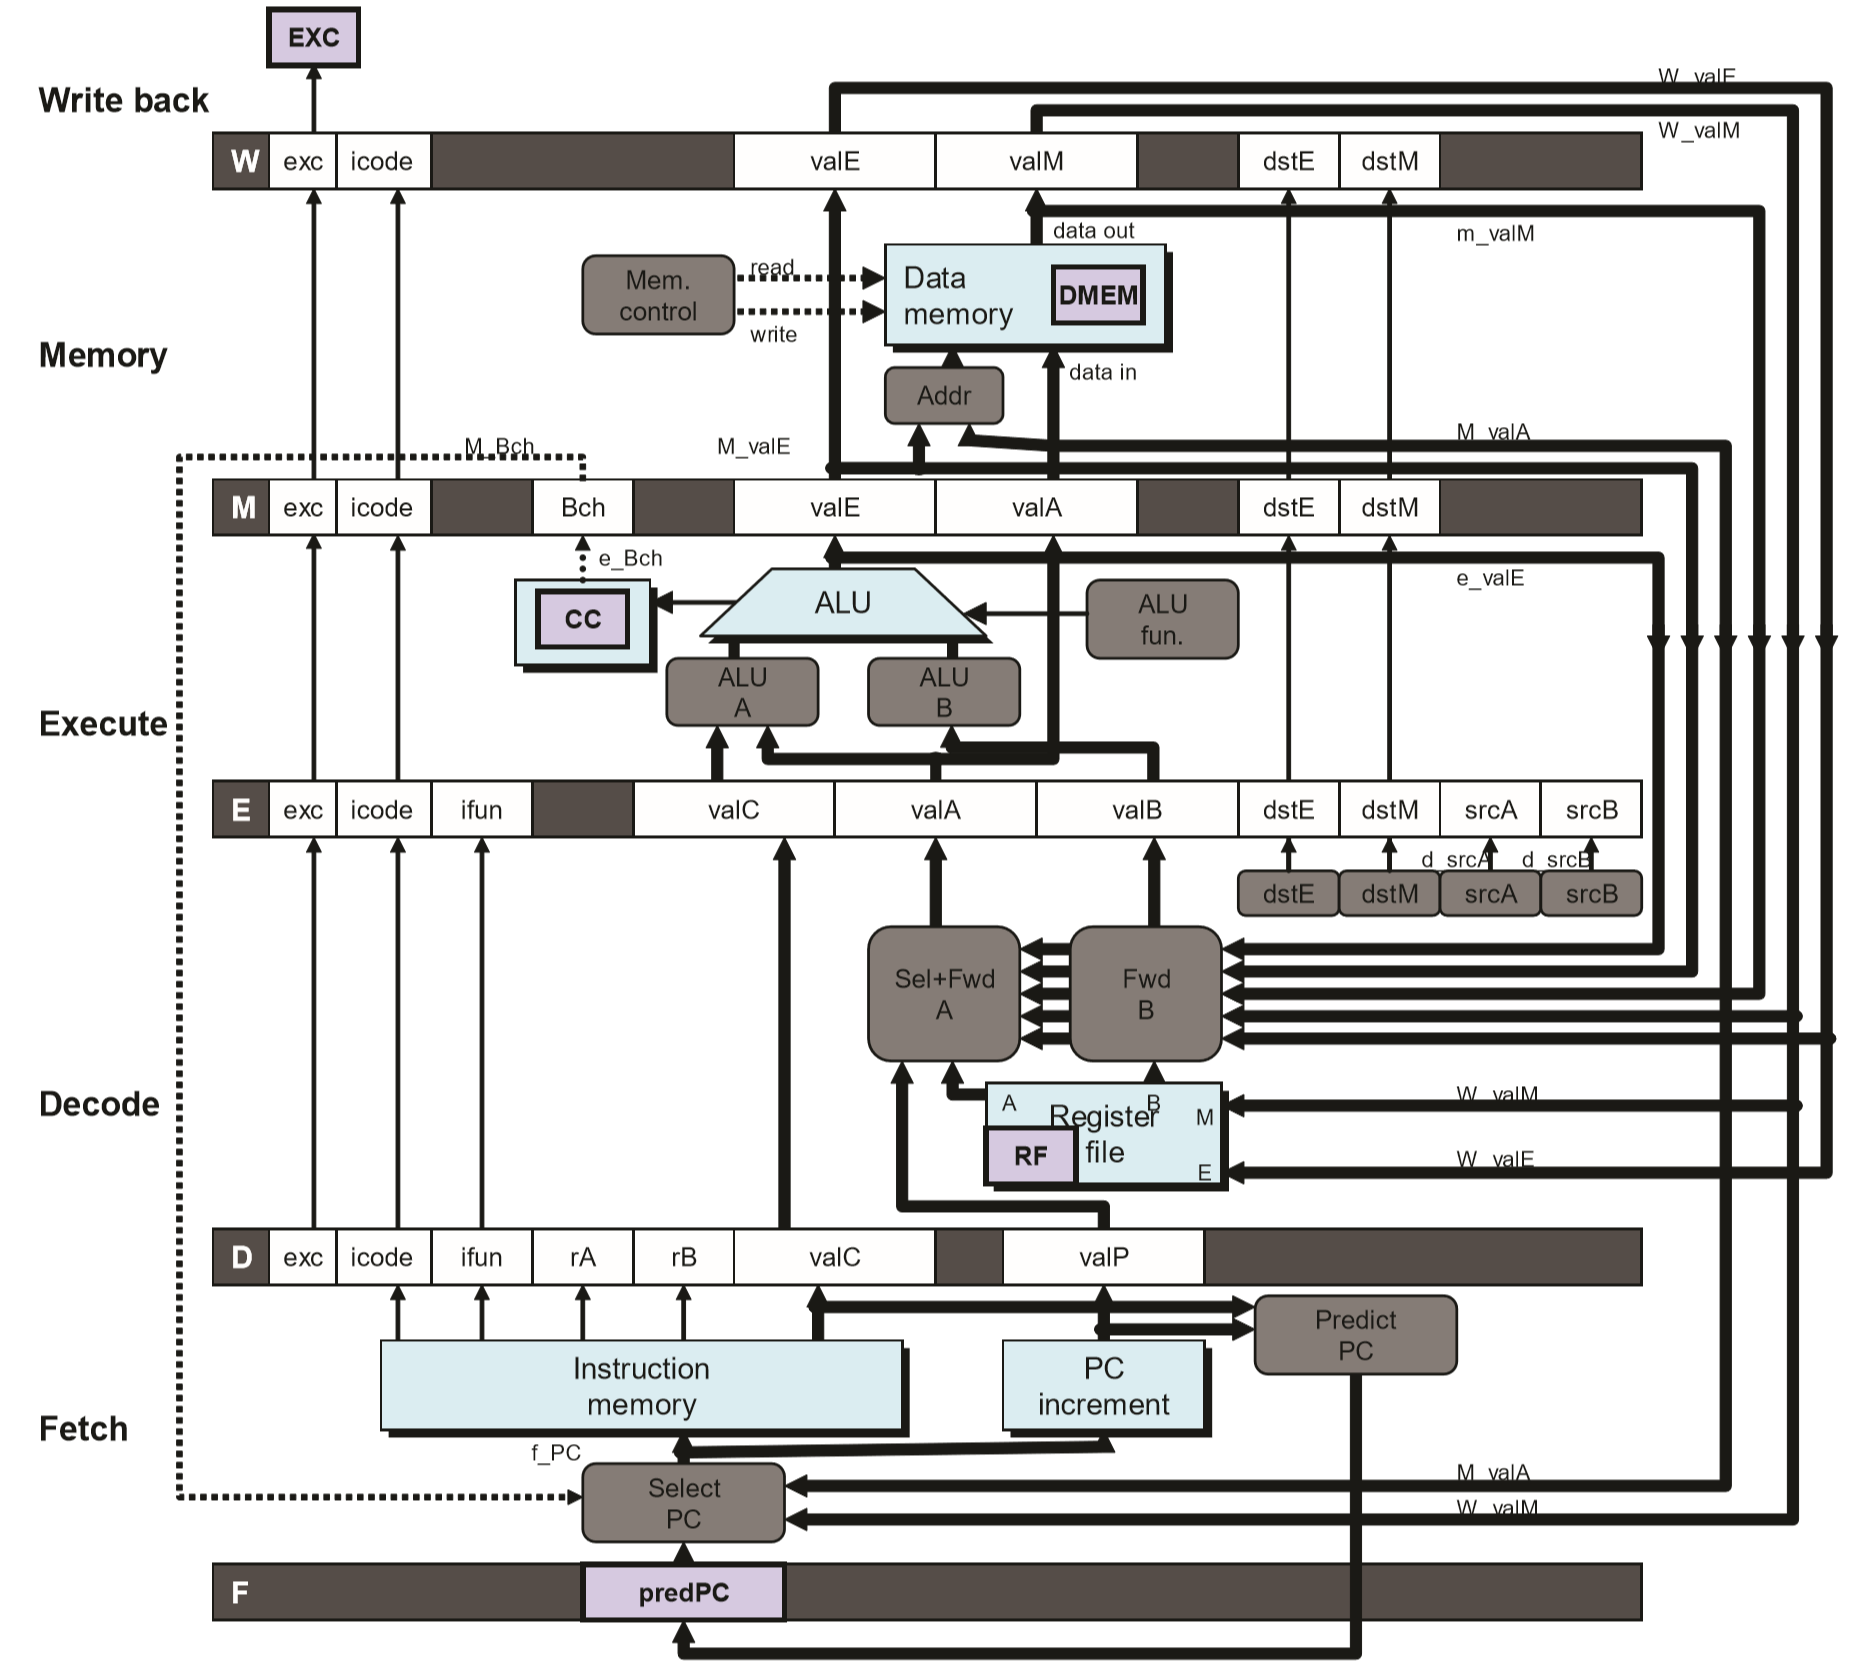 EXC
Write back
W_valE
W_valM
W exc icode valE valM dstE dstM
data out
m_valM
Mem.
control
read
write
Data
memory
DMEM
Memory
data in
Addr
M_Bch
M_valE
M_valA
M exc icode Bch valE valA dstE dstM
e_Bch
e_valE
CC
ALU
ALU
fun.
ALU
A
ALU
B
Execute
E exc icode ifun valC valA valB dstE dstM srcA srcB
d_srcA d_srcB
dstE dstM srcA srcB
Sel+Fwd
A
Fwd
B
Decode
A B
Register
file
M
E
RF
W_valM
W_valE
D exc icode ifun rA rB valC valP
Predict
PC
Instruction
memory
PC
increment
Fetch
f_PC
Select
PC
M_valA
W_valM
F predPC